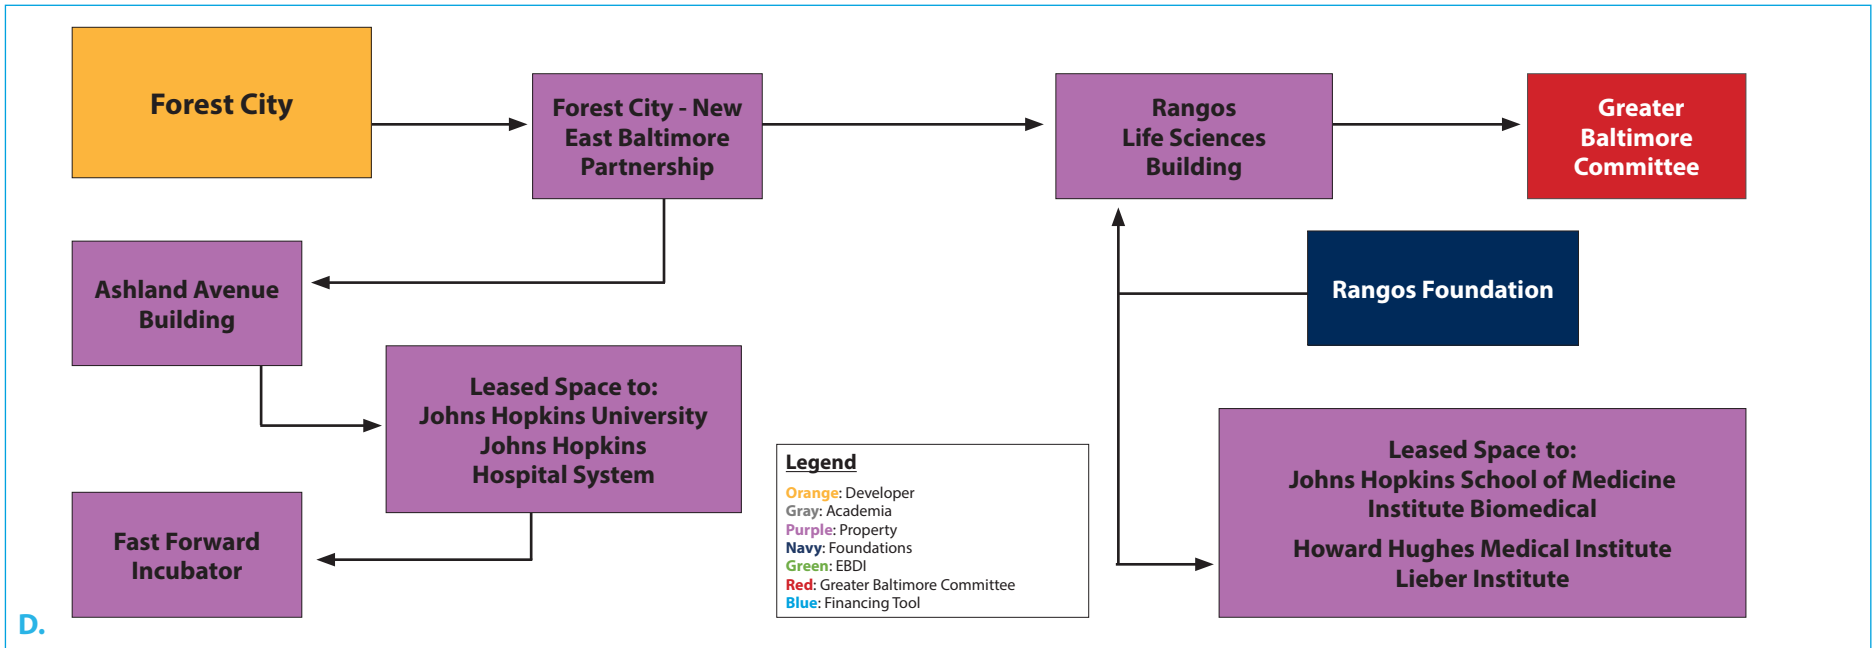 Forest City
Forest City - New
East Baltimore
Partnership
Rangos
Life Sciences
Building
Greater
Baltimore
Committee
Ashland Avenue
Building
Rangos Foundation
Leased Space to:
Johns Hopkins University
Johns Hopkins
Hospital System
Fast Forward
Incubator
Legend
Orange: Developer
Gray: Academia
Purple: Property
Navy: Foundations
Green: EBDI
Red: Greater Baltimore Committee
Blue: Financing Tool
Leased Space to:
Johns Hopkins School of Medicine
Institute Biomedical
Howard Hughes Medical Institute
Lieber Institute
D.